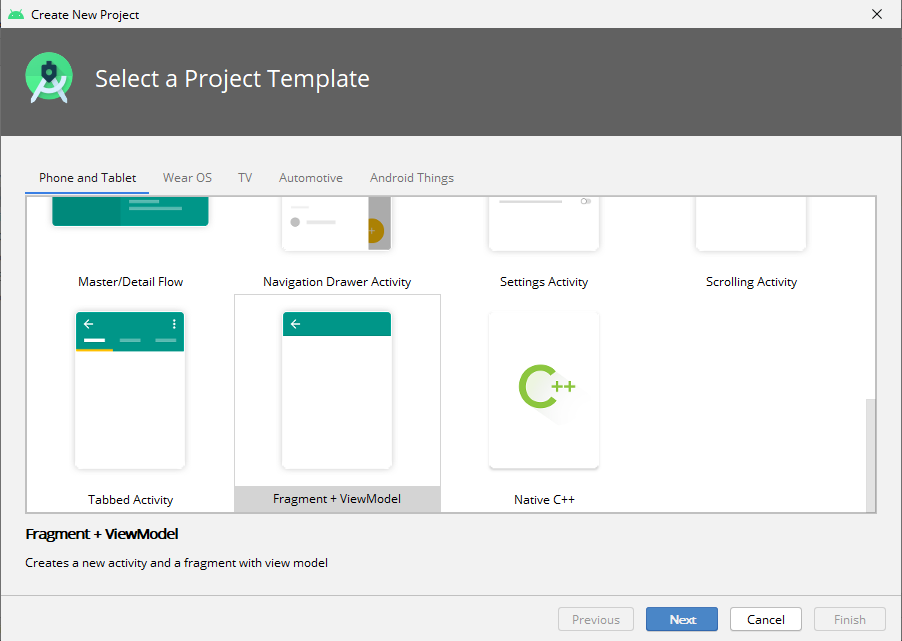 Create New Project
Select a Project Template
Phone and Tablet Wear OS TV Automotive Android Things
Master/Detail Flow Navigation Drawer Activity Settings Activity Scrolling Activity
C++
Tabbed Activity Fragment + ViewModel Native C++
Fragment + ViewModel
Creates a new activity and a fragment with view model
Previous Next Cancel Finish